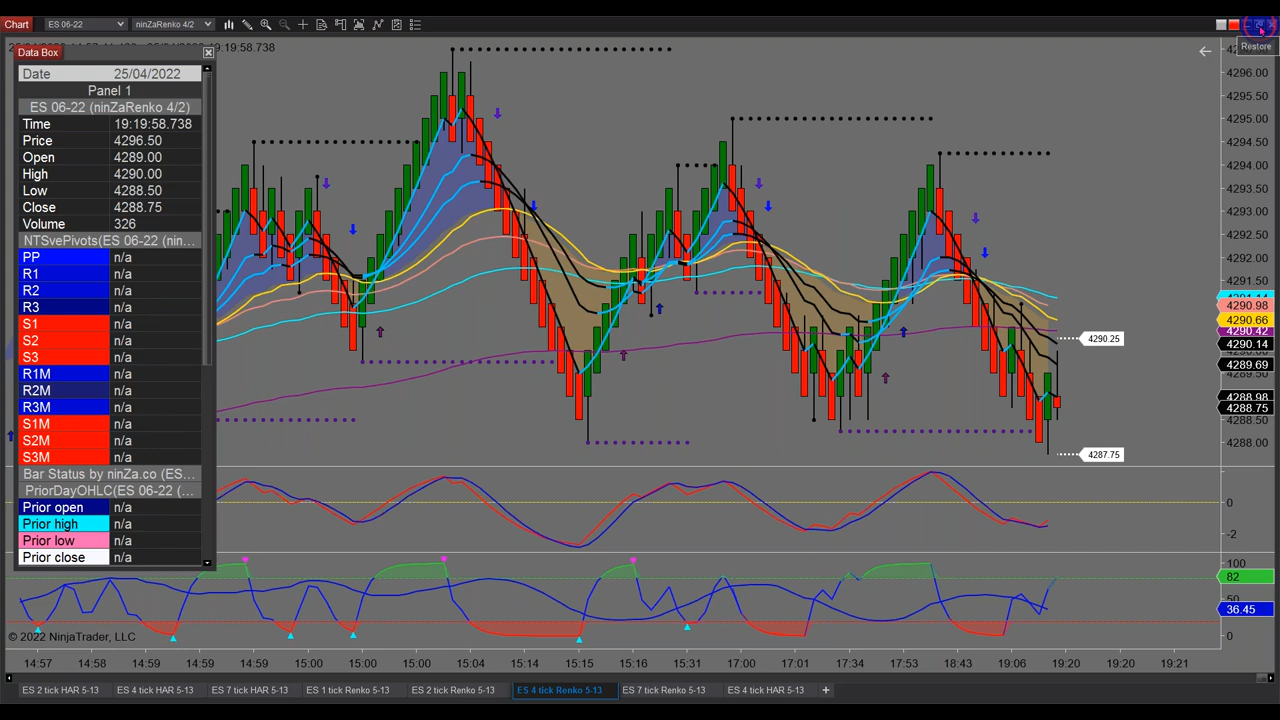 Chart ES 06-22 ninZaRenko 4/2
19:19:58.738
Restore
Data Box
Date 25/04/2022
Panel 1
ES 06-22 (ninZaRenko 4/2)
Time 19:19:58.738
Price 4296.50
Open 4289.00
High 4290.00
Low 4288.50
Close 4288.75
Volume 326
NTSvePivots(ES 06-22 (nin...
PP n/a
R1 n/a
R2 n/a
R3 n/a
S1 n/a
S2 n/a
S3 n/a
R1M n/a
R2M n/a
R3M n/a
S1M n/a
S2M n/a
S3M n/a
Bar Status by ninZa.co (ES...
PriorDayOHLC(ES 06-22 (...
Prior open n/a
Prior high n/a
Prior low n/a
Prior close n/a
4296.00
4295.50
4295.00
4294.50
4294.00
4293.50
4293.00
4292.50
4292.00
4291.50
4290.98
4290.66
4290.42
4290.25
4290.14
4289.69
4288.98
4288.75
4288.50
4288.00
4287.75
0
-2
100
82
50
36.45
0
© 2022 NinjaTrader, LLC
14:57 14:58 14:59 14:59 15:00 15:00 15:04 15:14 15:15 15:16 15:31 17:00 17:01 17:34 17:53 18:43 19:06 19:20 19:20 19:21
ES 2 tick HAR 5-13 ES 4 tick HAR 5-13 ES 7 tick HAR 5-13 ES 1 tick Renko 5-13 ES 2 tick Renko 5-13 ES 4 tick Renko 5-13 ES 7 tick Renko 5-13 ES 4 tick HAR 5-13 +